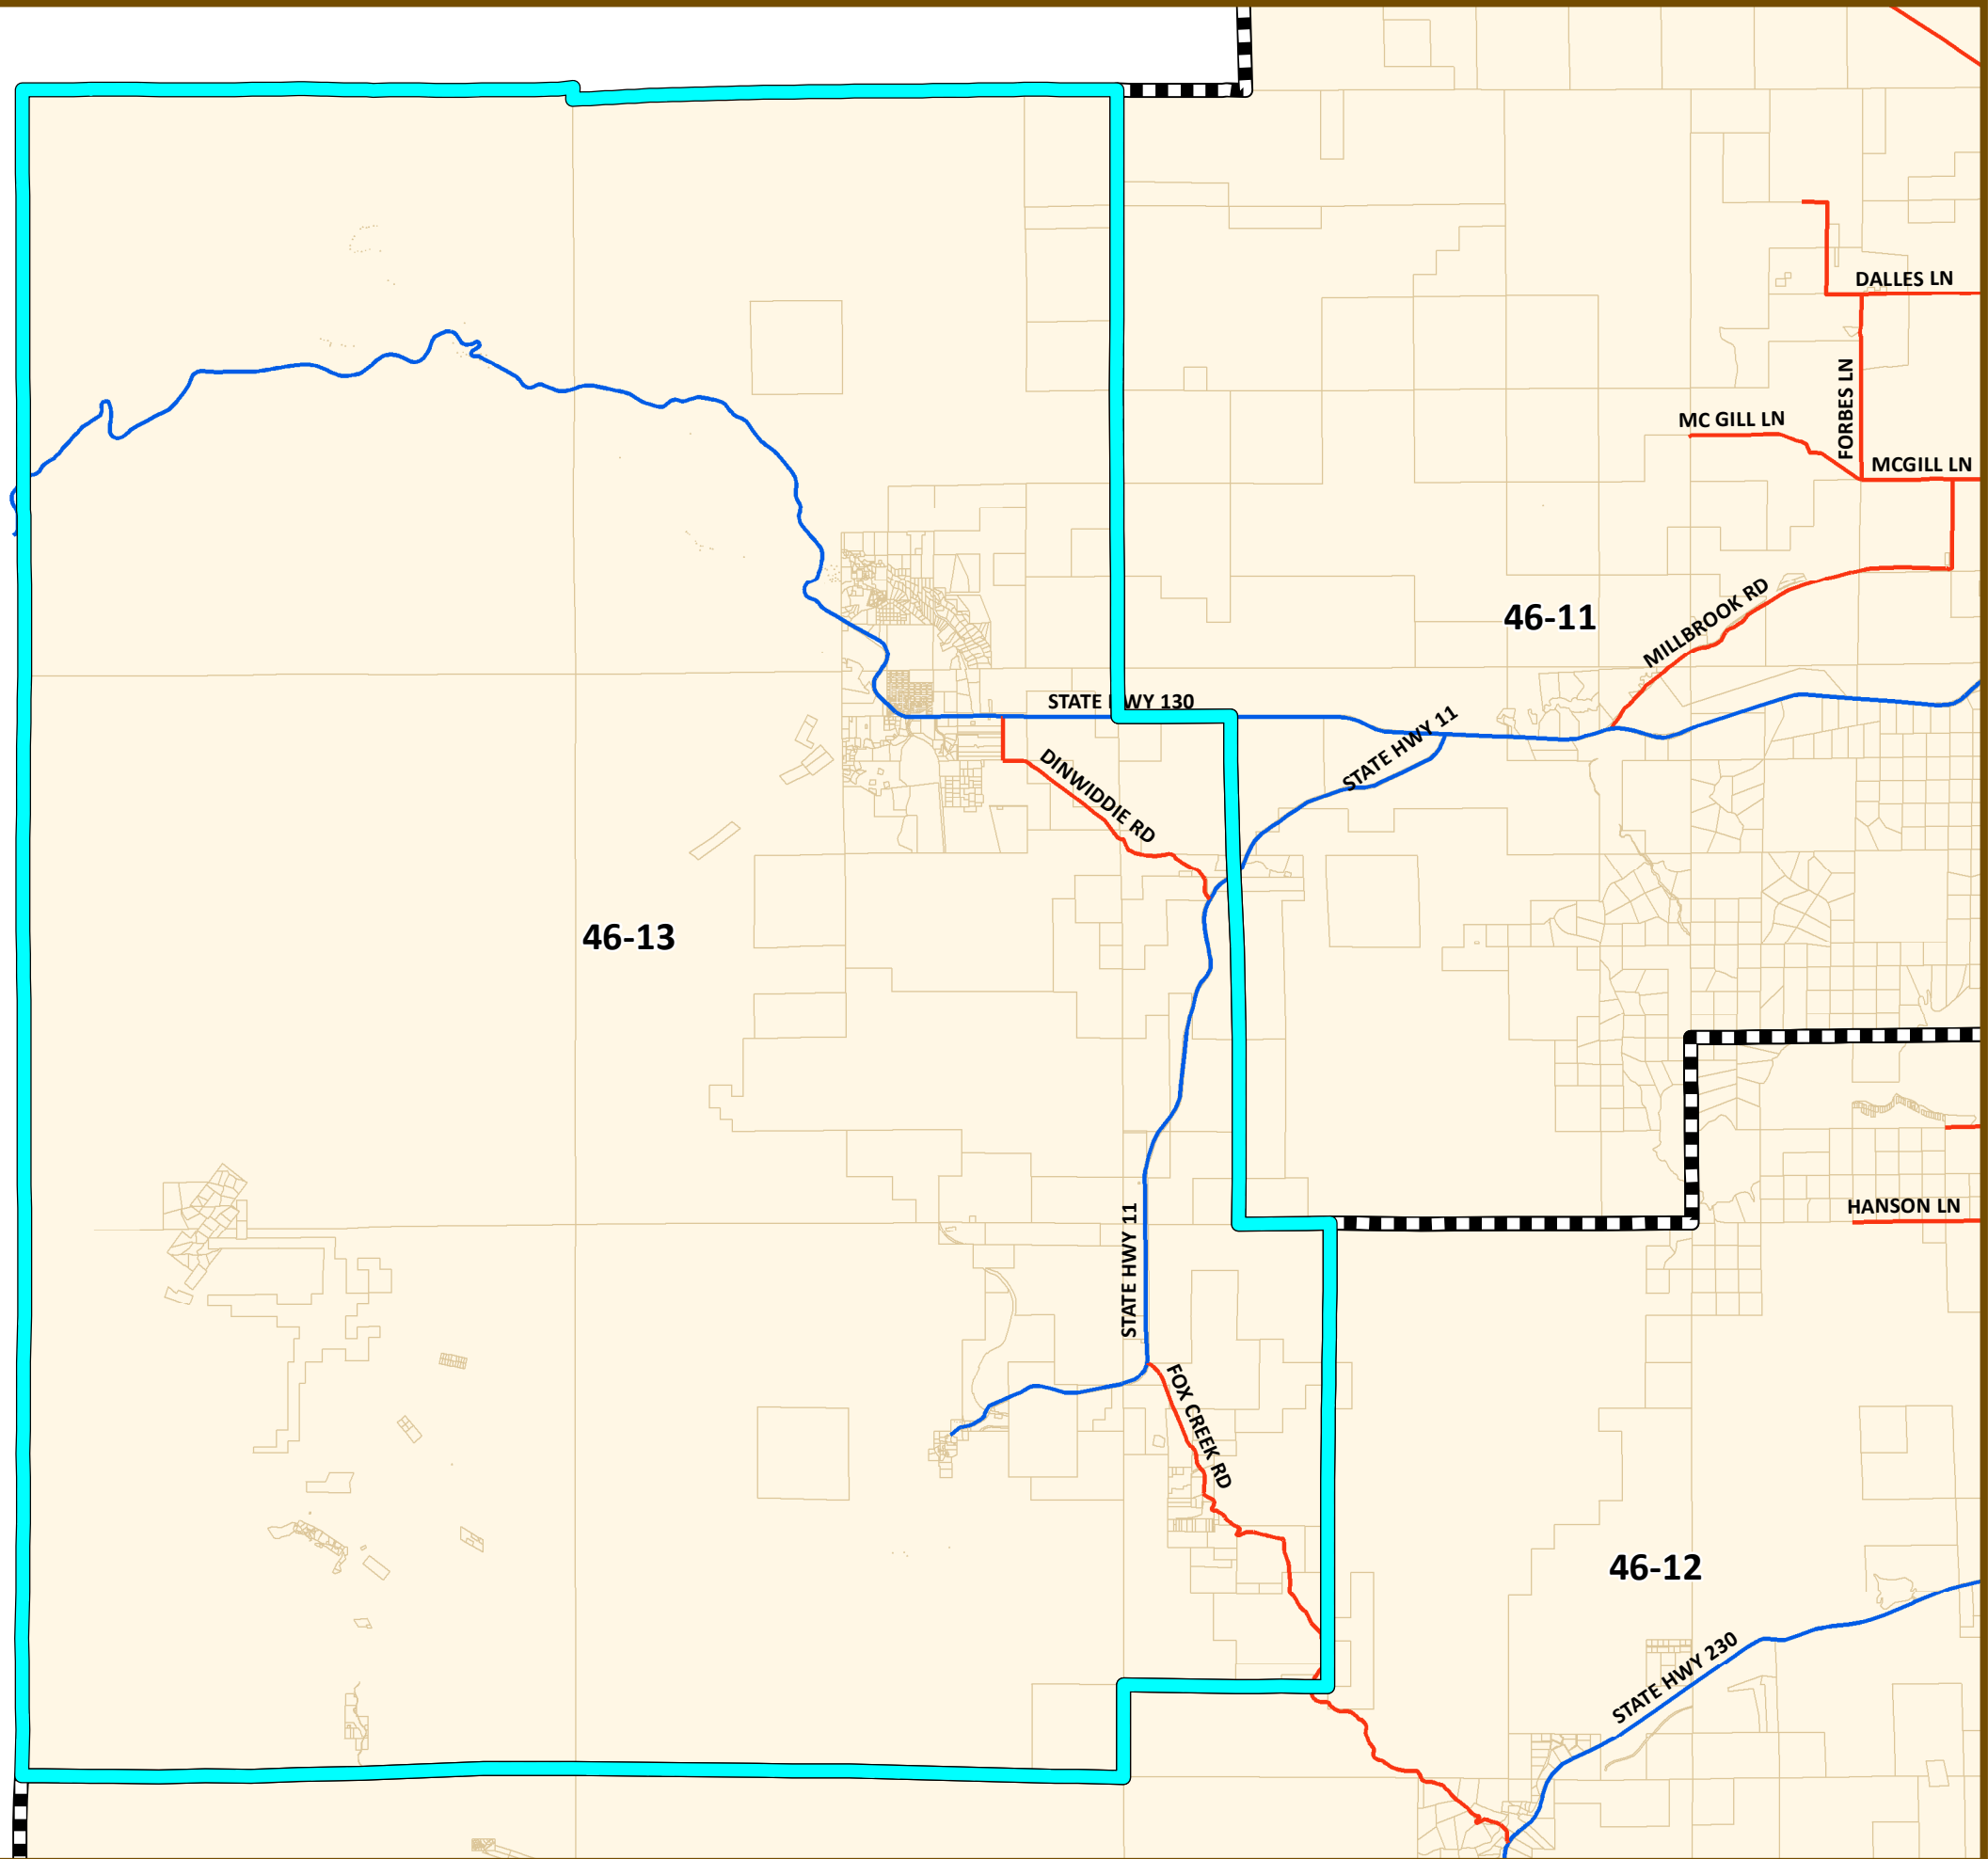 DALLES LN
FORBES LN
MC GILL LN
MCGILL LN
46-11
MILLBROOK RD
STATE HWY 130
STATE HWY 11
DINWIDDIE RD
46-13
HANSON LN
STATE HWY 11
FOX CREEK RD
46-12
STATE HWY 230